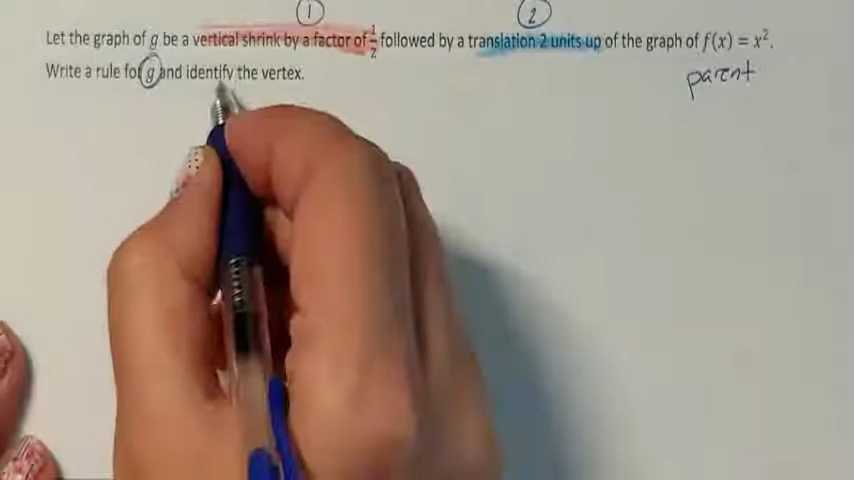 ① ②
Let the graph of g be a vertical shrink by a factor of 1/2 followed by a translation 2 units up of the graph of f(x) = x².
Write a rule for g and identify the vertex.
parent